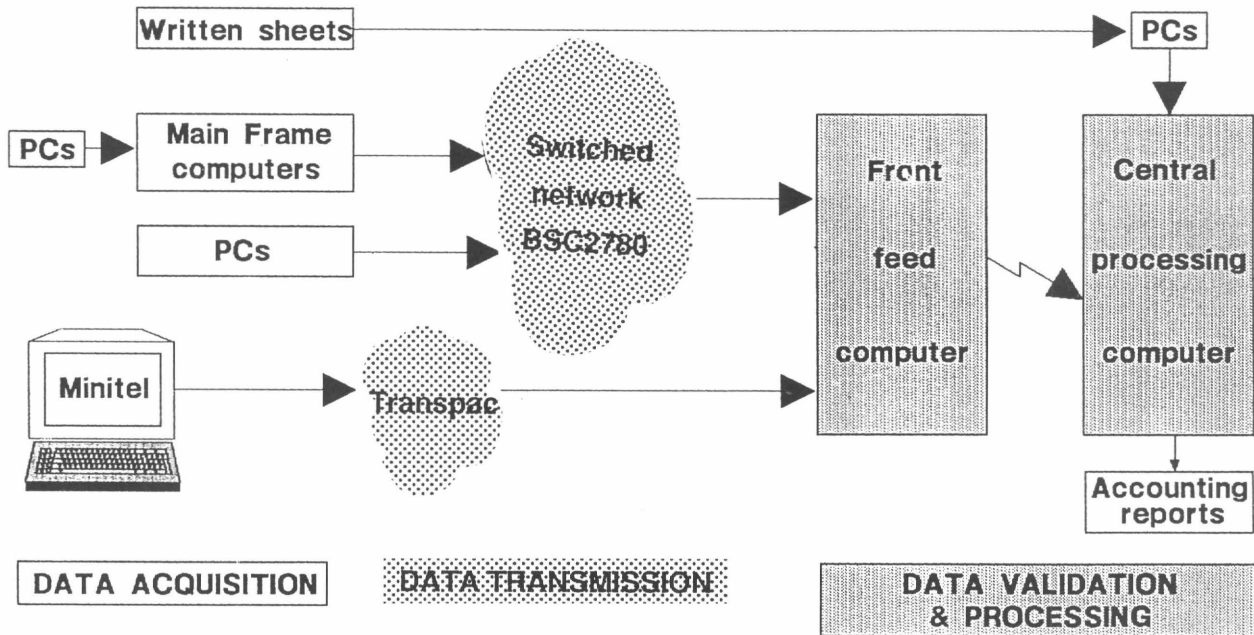 Written sheets
PCs
PCs
Main Frame
computers
PCs
Switched
network
BSC2780
Minitel
Transpac
Front
feed
computer
Central
processing
computer
Accounting
reports
DATA ACQUISITION
DATA TRANSMISSION
DATA VALIDATION
& PROCESSING